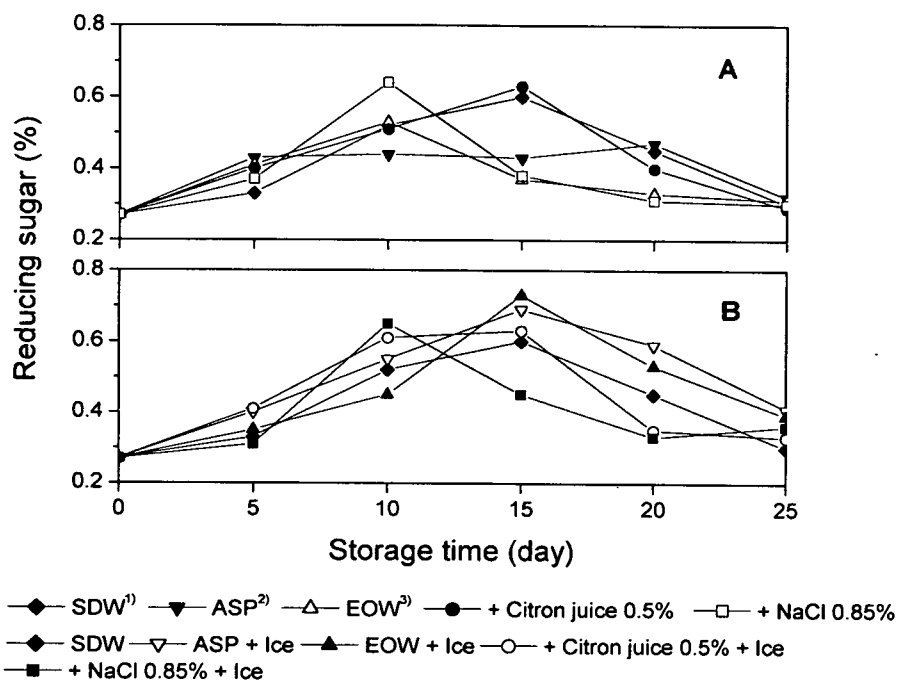 0.8
A
0.6
0.4
0.2
Reducing sugar (%)
0.8
B
0.6
0.4
0.2
0 5 10 15 20 25
Storage time (day)
SDW¹⁾ ASP²⁾ EOW³⁾ + Citron juice 0.5% + NaCl 0.85%
SDW ASP + Ice EOW + Ice + Citron juice 0.5% + Ice
+ NaCl 0.85% + Ice